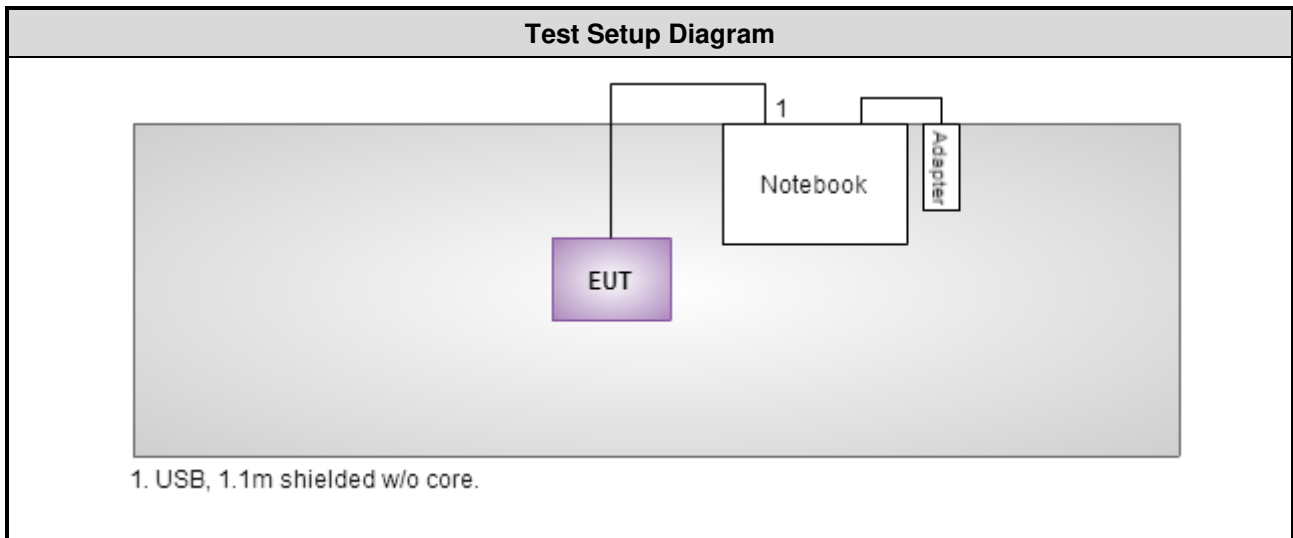 Test Setup Diagram
1
Notebook
Adapter
EUT
1. USB, 1.1m shielded w/o core.